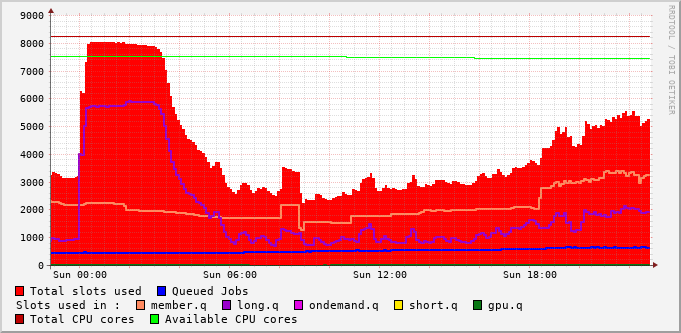 9000
8000
7000
6000
5000
4000
3000
2000
1000
0
Sun 00:00 Sun 06:00 Sun 12:00 Sun 18:00
RRDTOOL / TOBI OETIKER
Total slots used Queued Jobs
Slots used in : member.q long.q ondemand.q short.q gpu.q
Total CPU cores Available CPU cores